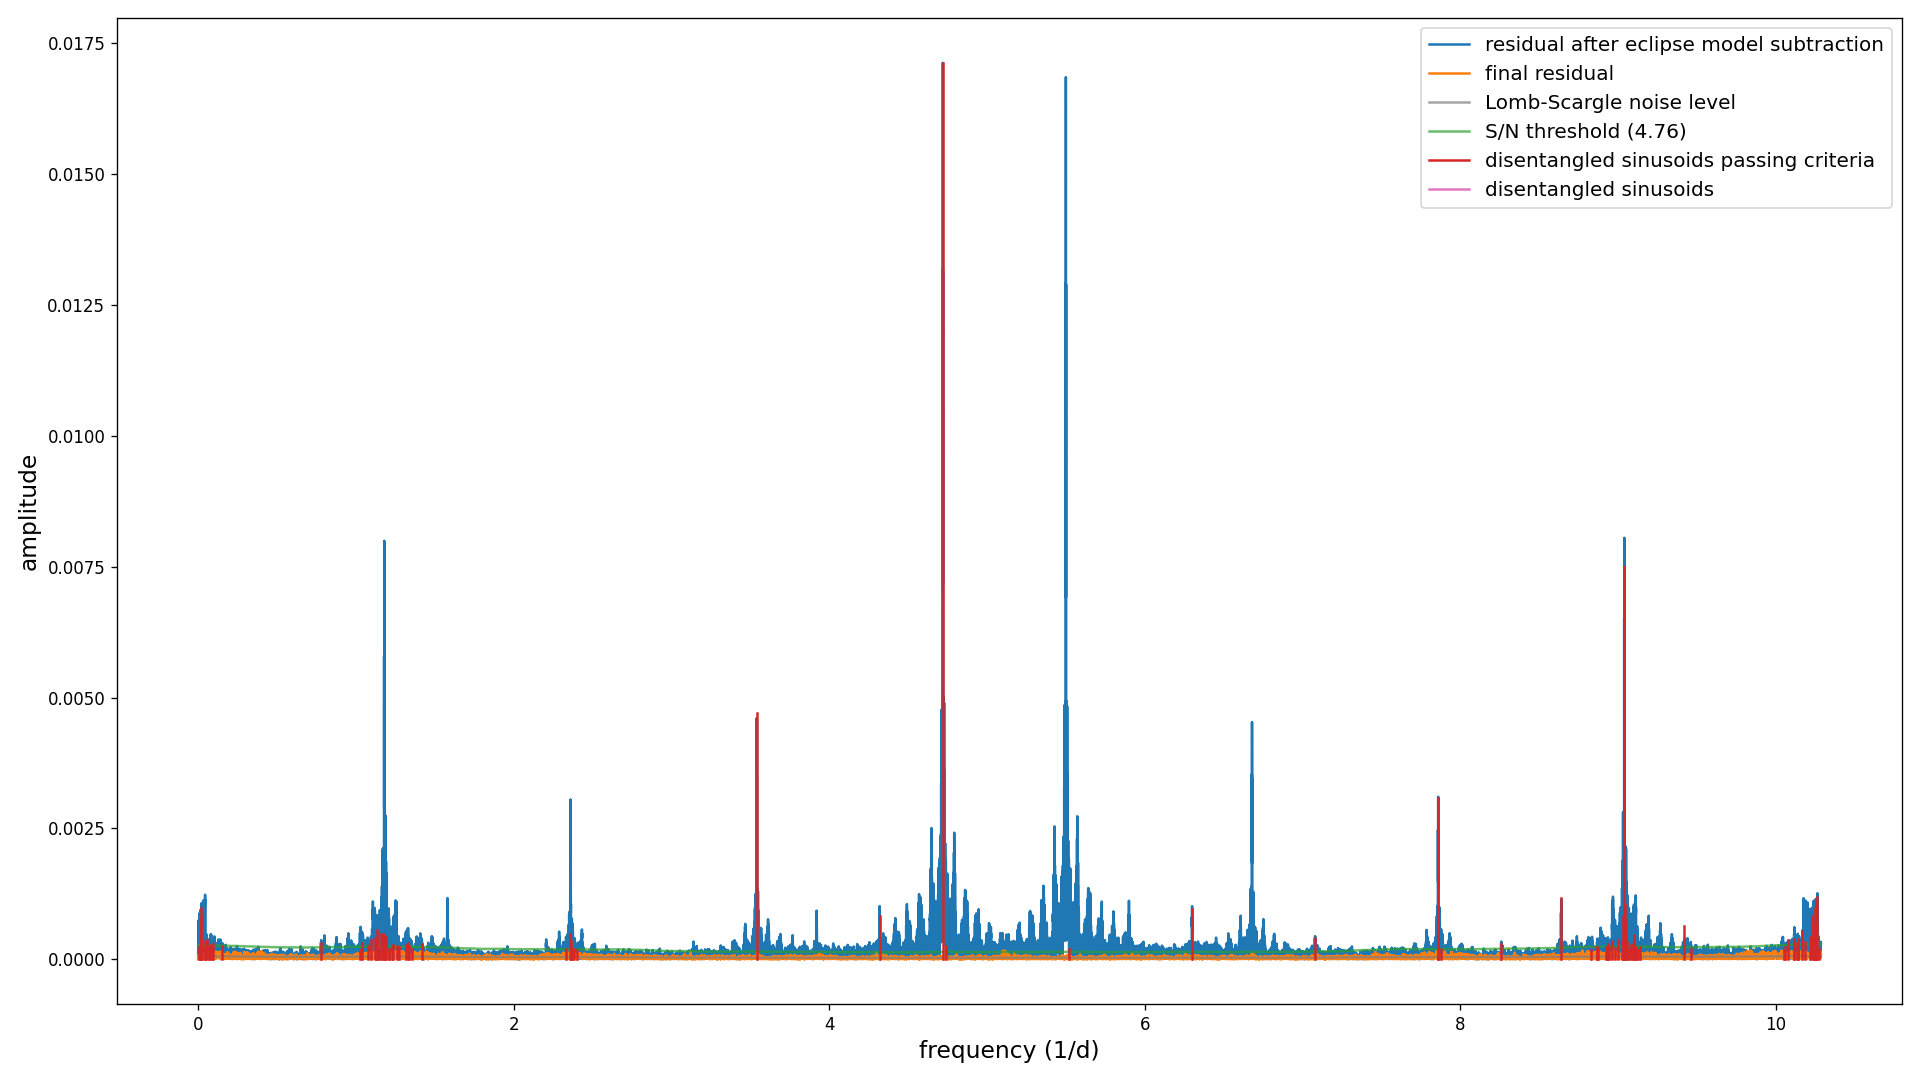 residual after eclipse model subtraction
final residual
Lomb-Scargle noise level
S/N threshold (4.76)
disentangled sinusoids passing criteria
disentangled sinusoids
amplitude
0.0175
0.0150
0.0125
0.0100
0.0075
0.0050
0.0025
0.0000
0 2 4 6 8 10
frequency (1/d)